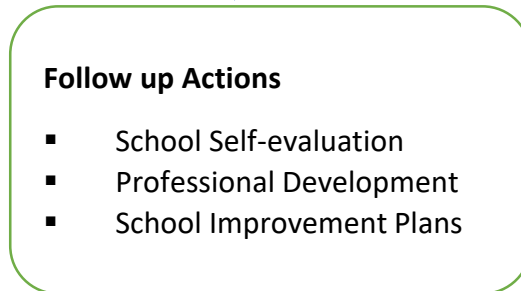 Follow up Actions
▪ School Self-evaluation
▪ Professional Development
▪ School Improvement Plans